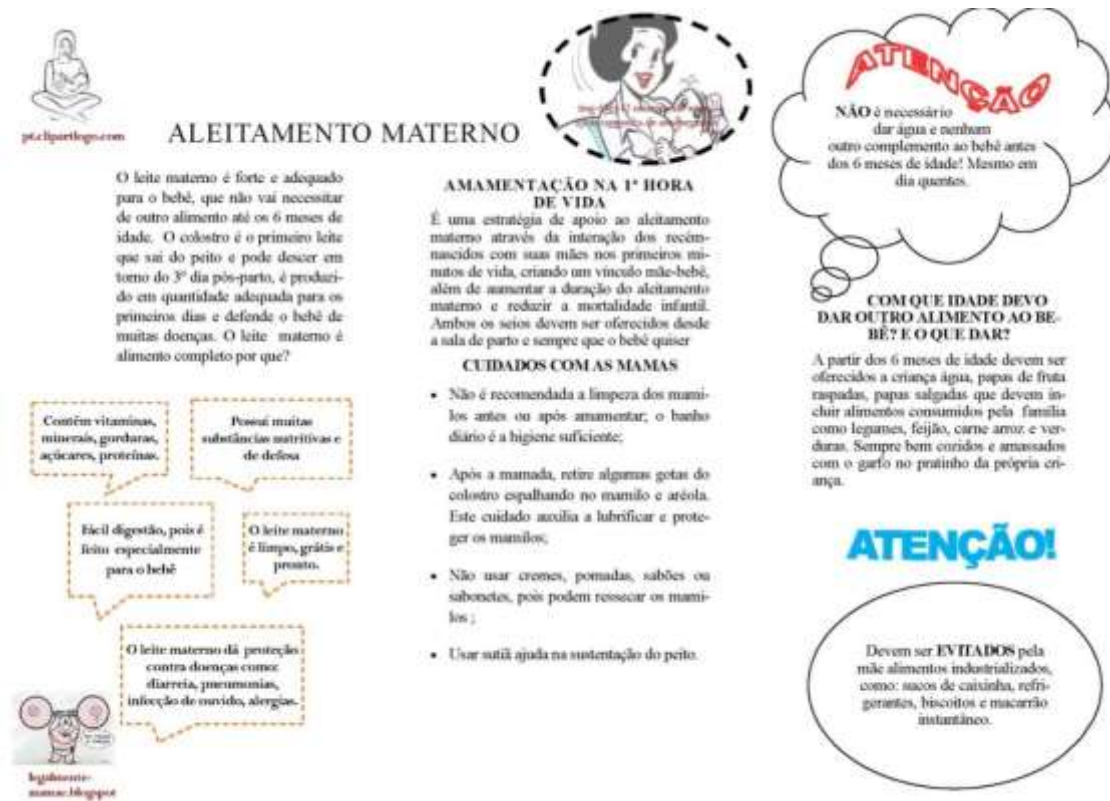 pt.clipartlogo.com
ALEITAMENTO MATERNO
O leite materno é forte e adequado
para o bebê, que não vai necessitar
de outro alimento até os 6 meses de
idade. O colostro é o primeiro leite
que sai do peito e pode descer em
torno do 3º dia pós-parto, é produzi-
do em quantidade adequada para os
primeiros dias e defende o bebê de
muitas doenças. O leite materno é
alimento completo por que?
Contêm vitaminas,
minerais, gorduras,
açúcares, proteínas.
Possui muitas
substâncias nutritivas e
de defesa
Fácil digestão, pois é
feito especialmente
para o bebê
O leite materno
é limpo, grátis e
pronto.
O leite materno dá proteção
contra doenças como:
diarreia, pneumonias,
infecção de ouvido, alergias.
legalmente-
mamae.blogspot
AMAMENTAÇÃO NA 1ª HORA
DE VIDA
É uma estratégia de apoio ao aleitamento
materno através da interação dos recém-
nascidos com suas mães nos primeiros mi-
nutos de vida, criando um vínculo mãe-bebê,
além de aumentar a duração do aleitamento
materno e reduzir a mortalidade infantil.
Ambos os seios devem ser oferecidos desde
a sala de parto e sempre que o bebê quiser
CUIDADOS COM AS MAMAS
• Não é recomendada a limpeza dos mami-
los antes ou após amamentar; o banho
diário é a higiene suficiente;
• Após a mamada, retire algumas gotas do
colostro espalhando no mamilo e aréola.
Este cuidado auxilia a lubrificar e prote-
ger os mamilos;
• Não usar cremes, pomadas, sabões ou
sabonetes, pois podem ressecar os mami-
los ;
• Usar sutiã ajuda na sustentação do peito.
ATENÇÃO
NÃO é necessário
dar água e nenhum
outro complemento ao bebê antes
dos 6 meses de idade! Mesmo em
dia quentes.
COM QUE IDADE DEVO
DAR OUTRO ALIMENTO AO BE-
BÊ? E O QUE DAR?
A partir dos 6 meses de idade devem ser
oferecidos a criança água, papas de fruta
raspadas, papas salgadas que devem in-
cluir alimentos consumidos pela família
como legumes, feijão, carne arroz e ver-
duras. Sempre bem cozidos e amassados
com o garfo no pratinho da própria cri-
ança.
ATENÇÃO!
Devem ser EVITADOS pela
mãe alimentos industrializados,
como: sucos de caixinha, refri-
gerantes, biscoitos e macarrão
instantâneo.